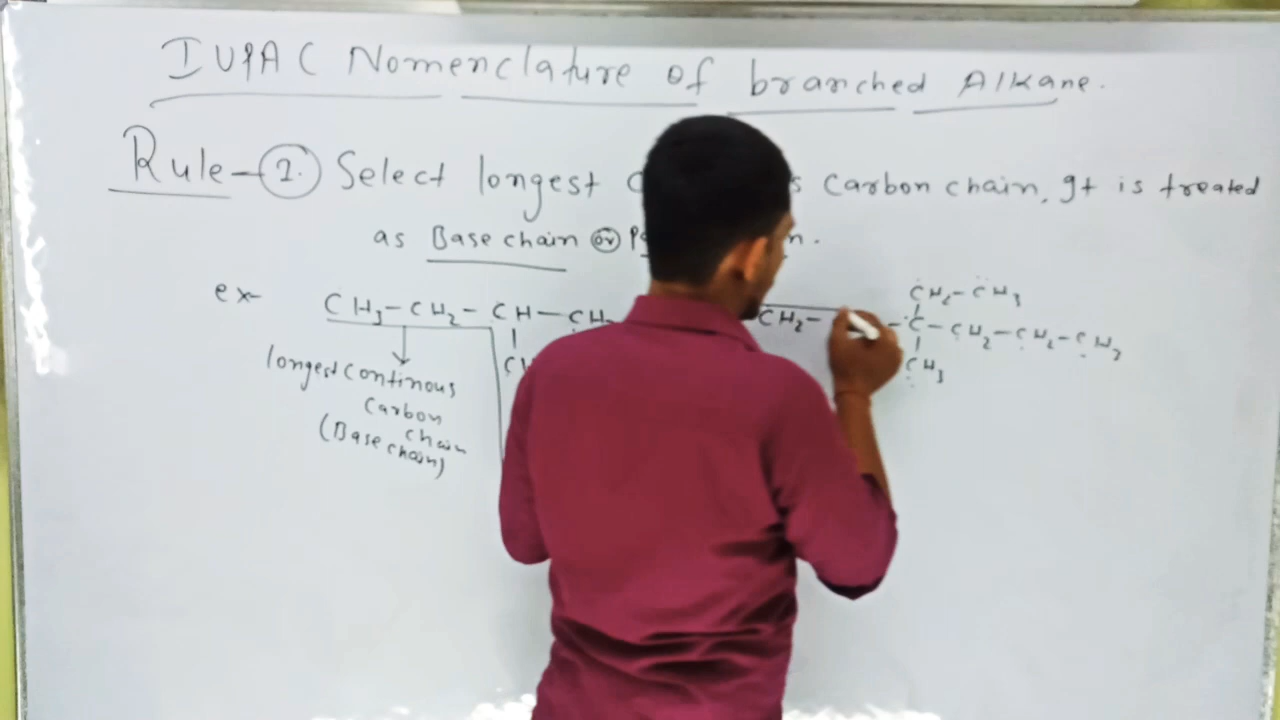 IUPAC Nomenclature of branched Alkane.
Rule-2. Select longest carbon chain, It is treated
as Base chain or
ex- CH3-CH2-CH-CH2 CH2- CH2-CH3
-C-CH2-CH2-CH3
CH3
longest continous
carbon
chain
(Base chain)